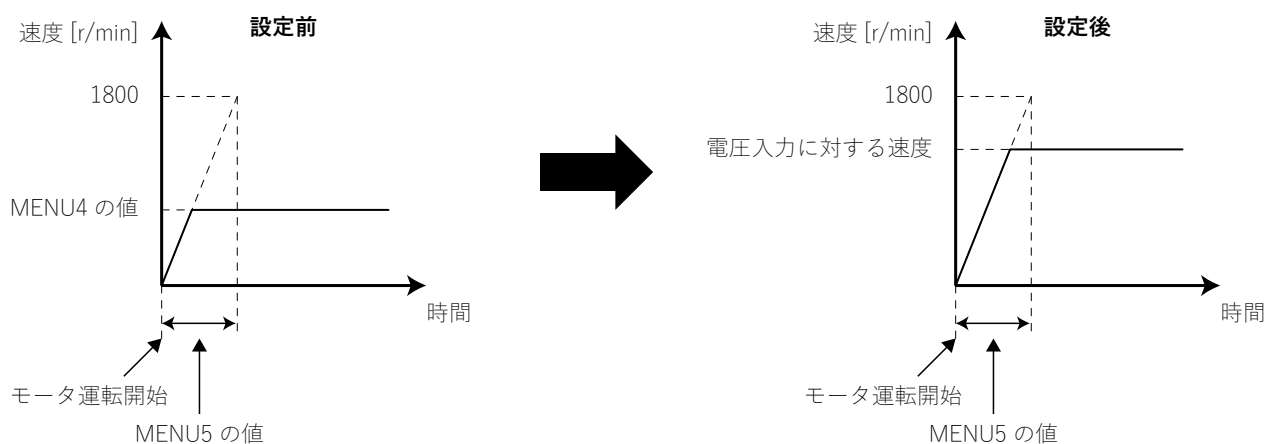 設定前
速度 [r/min]
1800
MENU4 の値
時間
モータ運転開始
MENU5 の値
設定後
速度 [r/min]
1800
電圧入力に対する速度
時間
モータ運転開始
MENU5 の値